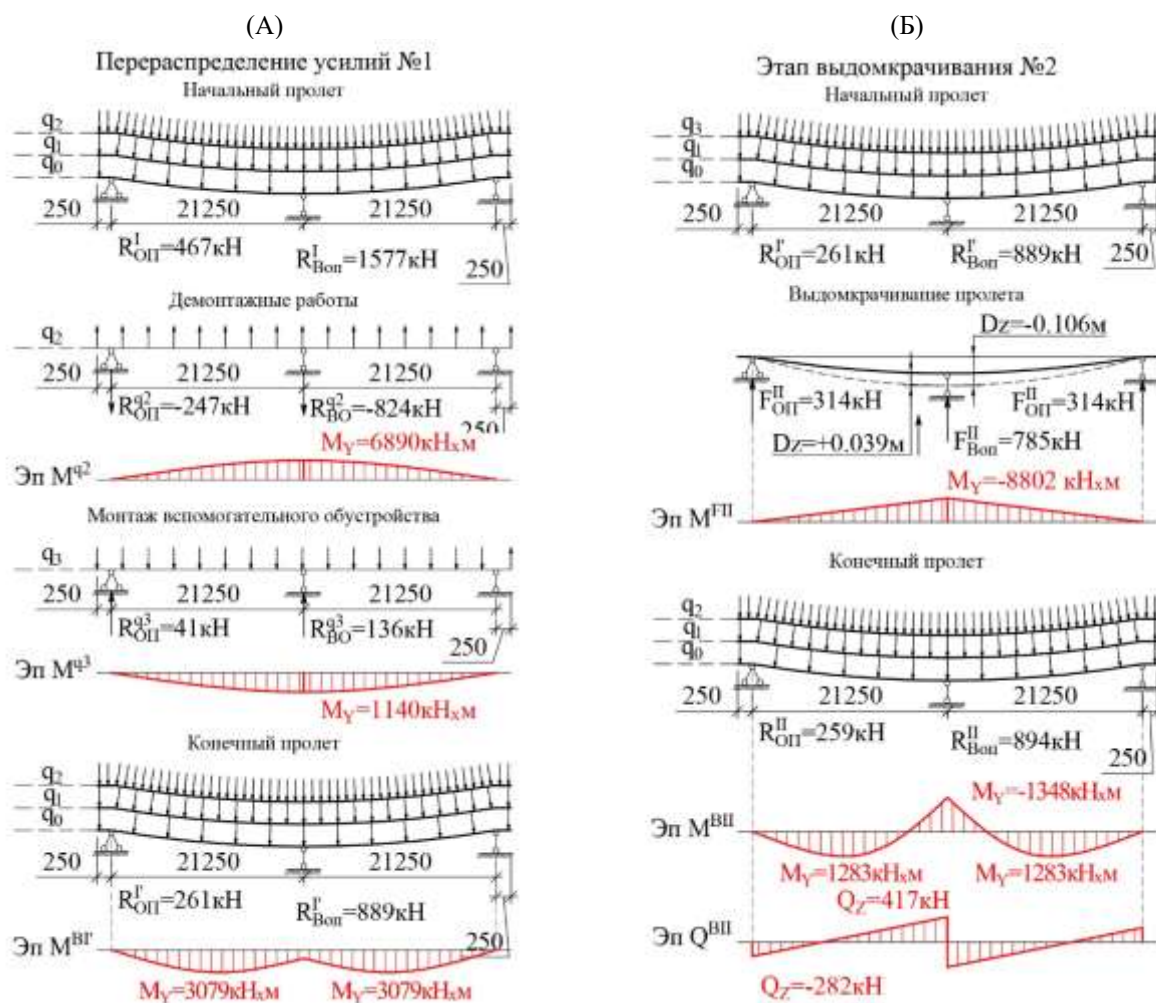 (А)
Перераспределение усилий №1
Начальный пролет
q₂
q₁
q₀
250 21250 21250
R^I_ОП=467кН R^I_Воп=1577кН
250
Демонтажные работы
q₂
250 21250 21250
R^q2_ОП=-247кН R^q2_ВО=-824кН
250
M_Y=6890кНхм
Эп M^q2
Монтаж вспомогательного обустройства
q₃
250 21250 21250
R^q3_ОП=41кН R^q3_ВО=136кН
250
Эп M^q3
M_Y=1140кНхм
Конечный пролет
q₂
q₁
q₀
250 21250 21250
R^I'_ОП=261кН R^I'_Воп=889кН
250
Эп M^BI'
M_Y=3079кНхм M_Y=3079кНхм
(Б)
Этап выдомкрачивания №2
Начальный пролет
q₃
q₁
q₀
250 21250 21250
R^I'_ОП=261кН R^I'_Воп=889кН
250
Выдомкрачивание пролета
Dz=-0.106м
F^II_ОП=314кН F^II_ОП=314кН
Dz=+0.039м F^II_Воп=785кН
M_Y=-8802 кНхм
Эп M^FII
Конечный пролет
q₂
q₁
q₀
250 21250 21250
R^II_ОП=259кН R^II_Воп=894кН
250
M_Y=-1348кНхм
Эп M^BII
M_Y=1283кНхм M_Y=1283кНхм
Q_Z=417кН
Эп Q^BII
Q_Z=-282кН